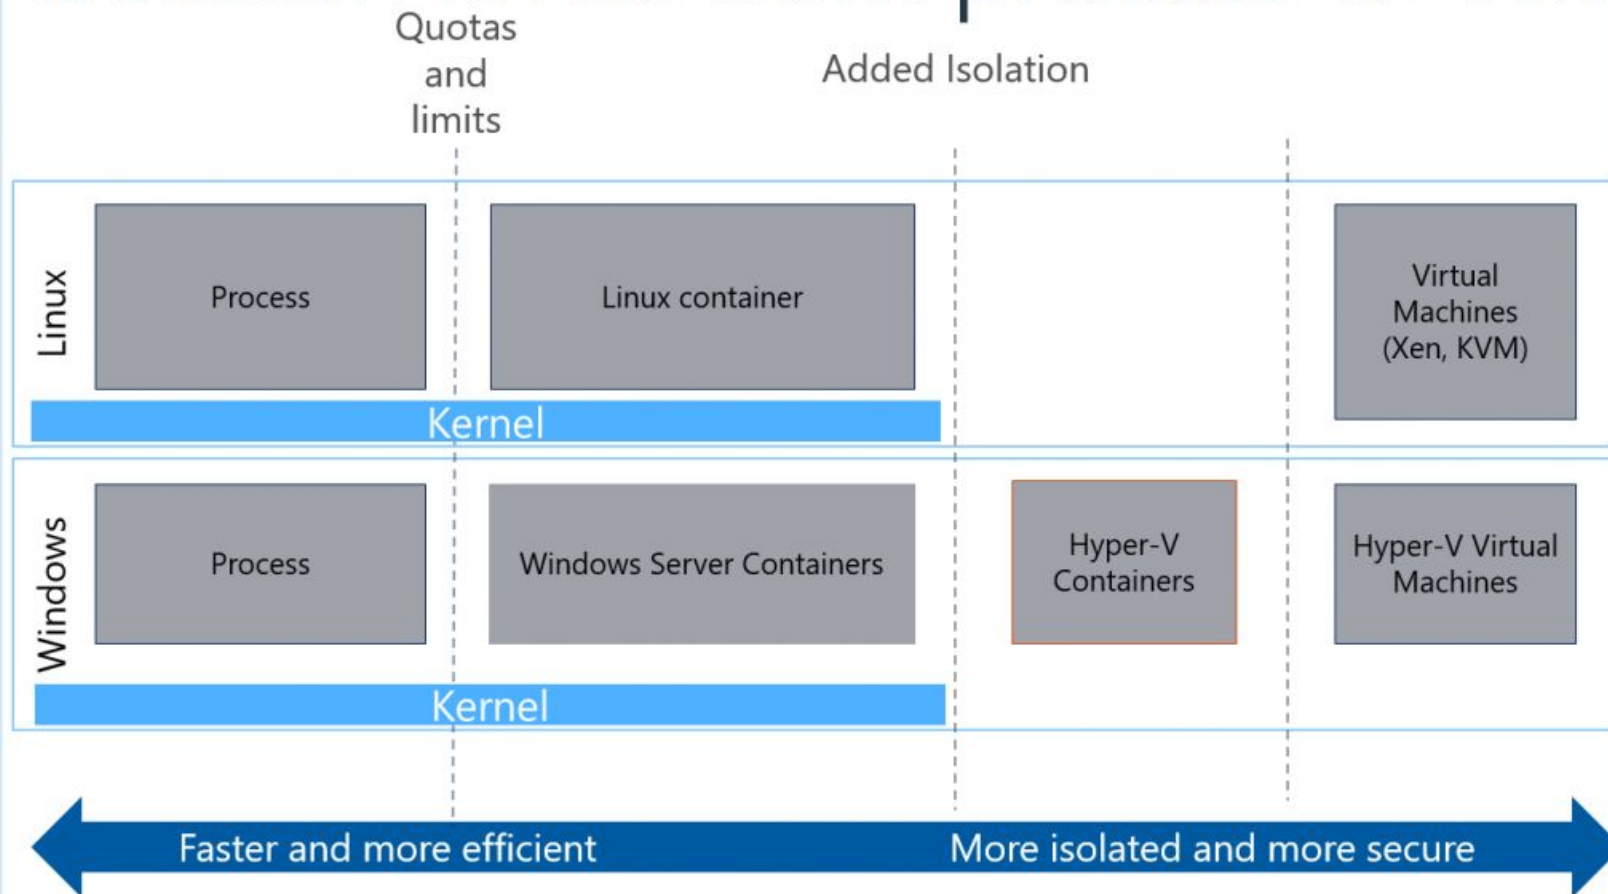 Quotas
and
limits
Added Isolation
Linux
Process
Linux container
Virtual
Machines
(Xen, KVM)
Kernel
Windows
Process
Windows Server Containers
Hyper-V
Containers
Hyper-V Virtual
Machines
Kernel
Faster and more efficient
More isolated and more secure